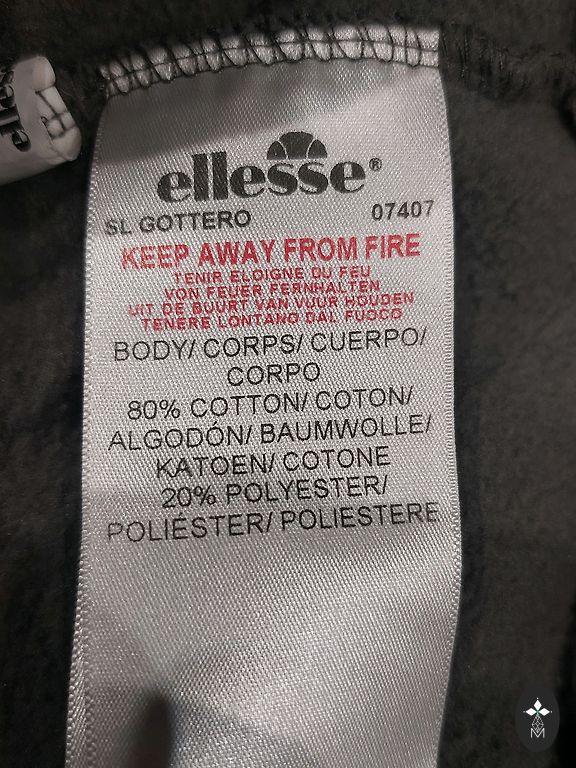 ellesse®
SL GOTTERO 07407
KEEP AWAY FROM FIRE
TENIR ELOIGNE DU FEU
VON FEUER FERNHALTEN
UIT DE BUURT VAN VUUR HOUDEN
TENERE LONTANO DAL FUOCO
BODY/ CORPS/ CUERPO/
CORPO
80% COTTON/ COTON/
ALGODÓN/ BAUMWOLLE/
KATOEN/ COTONE
20% POLYESTER/
POLIÉSTER/ POLIESTERE
elles
M